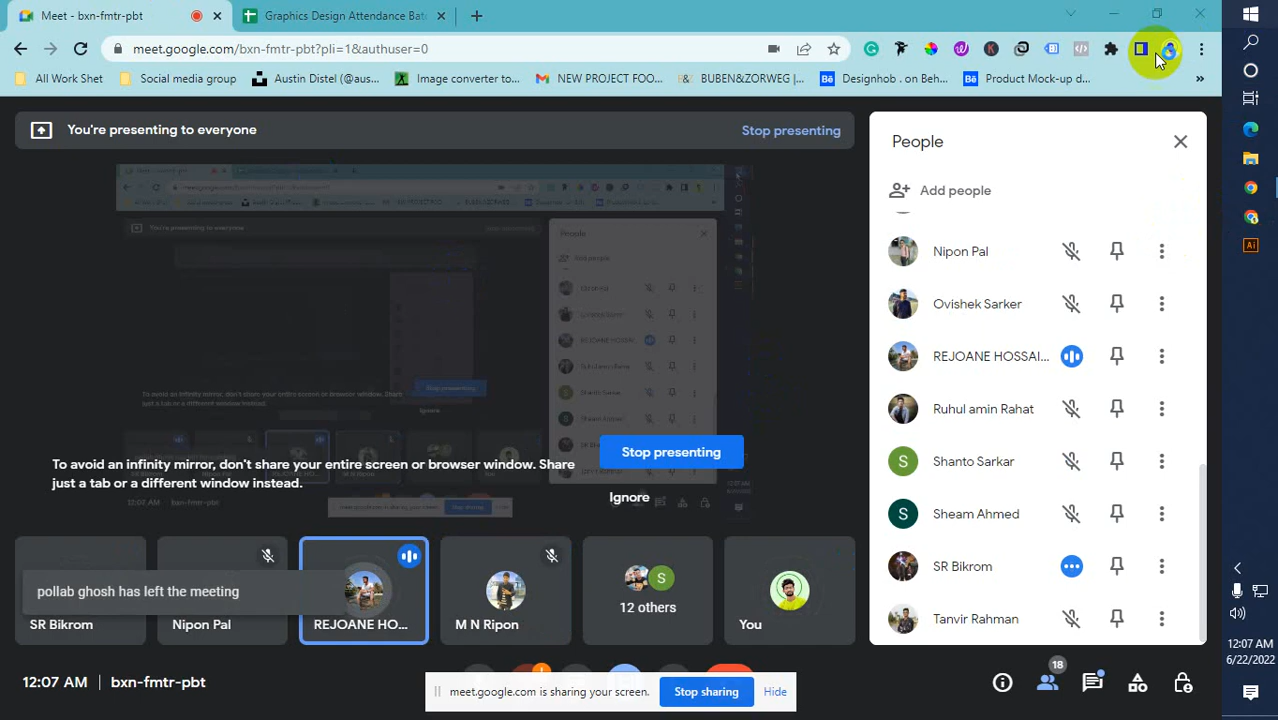 Meet - bxn-fmtr-pbt
Graphics Design Attendance Bat
meet.google.com/bxn-fmtr-pbt?pli=1&authuser=0
All Work Shet
Social media group
Austin Distel (@aus...
Image converter to...
NEW PROJECT FOO...
BUBEN&ZORWEG |...
Designhob . on Beh...
Product Mock-up d...
You're presenting to everyone
Stop presenting
People
Add people
Nipon Pal
Ovishek Sarker
REJOANE HOSSAI...
Ruhul amin Rahat
Shanto Sarkar
Sheam Ahmed
SR Bikrom
Tanvir Rahman
To avoid an infinity mirror, don't share your entire screen or browser window. Share
just a tab or a different window instead.
Stop presenting
Ignore
pollab ghosh has left the meeting
SR Bikrom
Nipon Pal
REJOANE HO...
M N Ripon
12 others
You
12:07 AM | bxn-fmtr-pbt
meet.google.com is sharing your screen.
Stop sharing
Hide
18
12:07 AM
6/22/2022